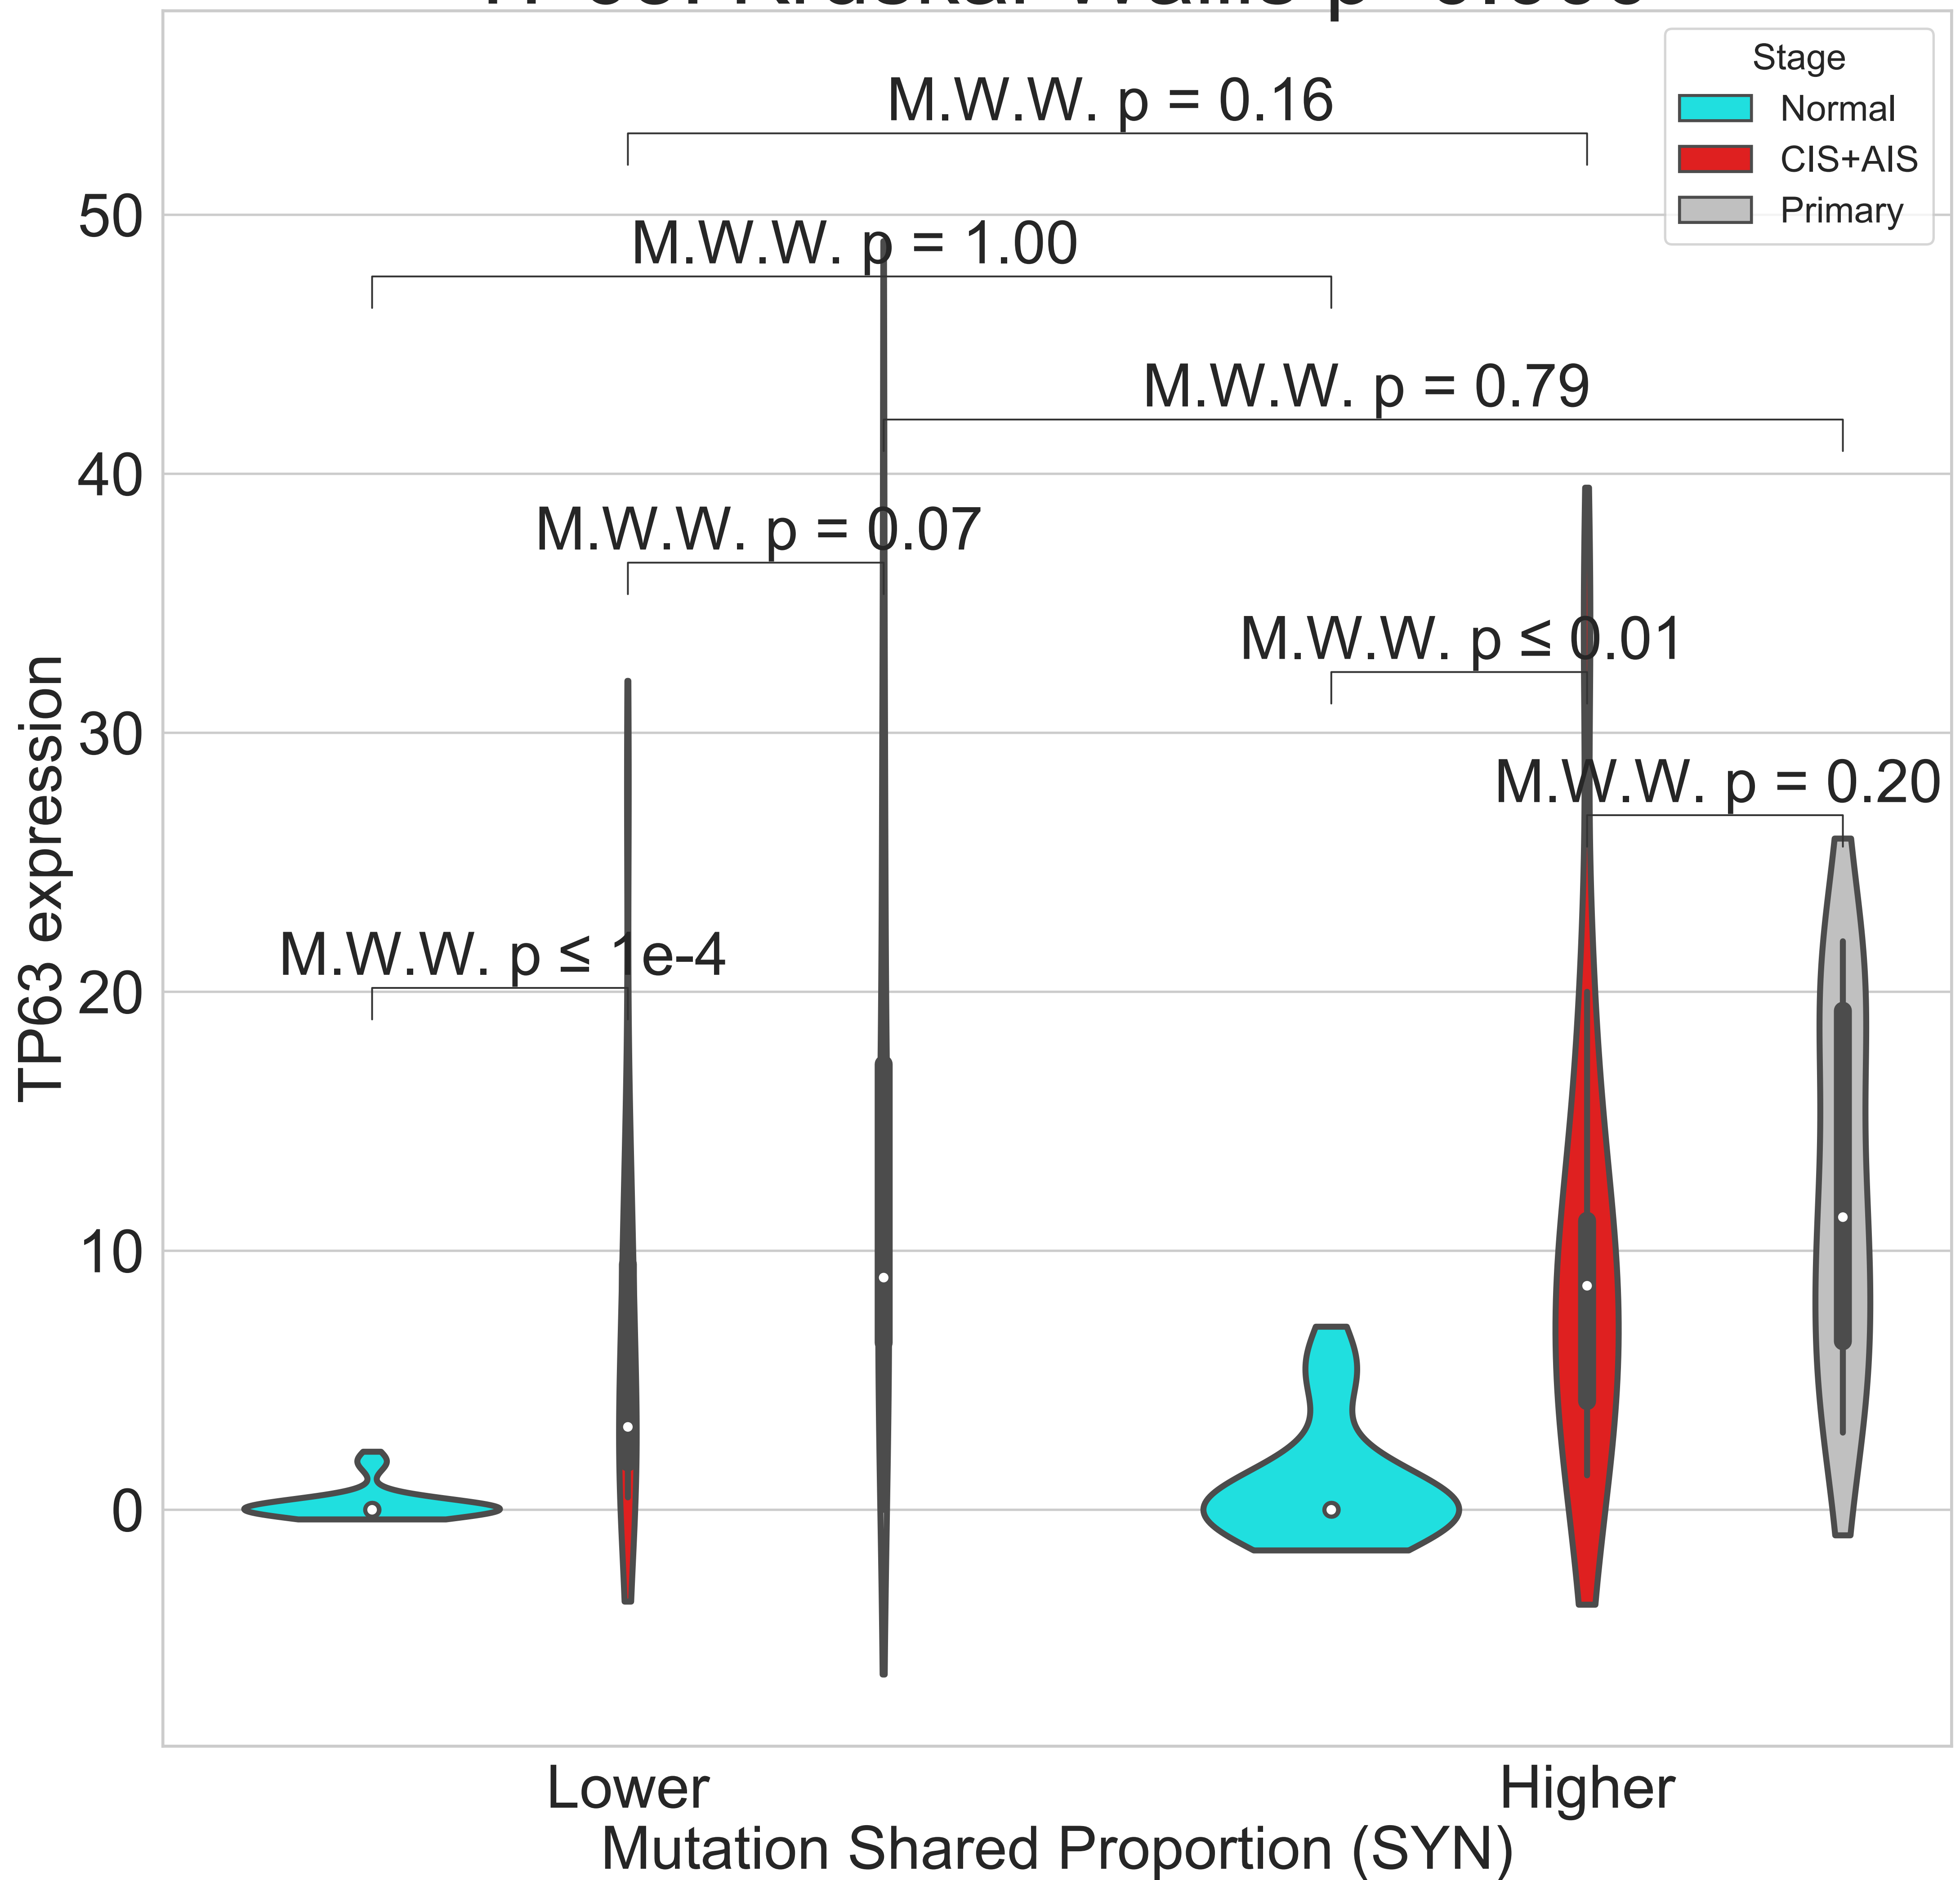 Stage
Normal
CIS+AIS
Primary
M.W.W. p = 0.16
M.W.W. p = 1.00
M.W.W. p = 0.79
M.W.W. p = 0.07
M.W.W. p ≤ 0.01
M.W.W. p = 0.20
M.W.W. p ≤ 1e-4
TP63 expression
50
40
30
20
10
0
Lower
Higher
Mutation Shared Proportion (SYN)